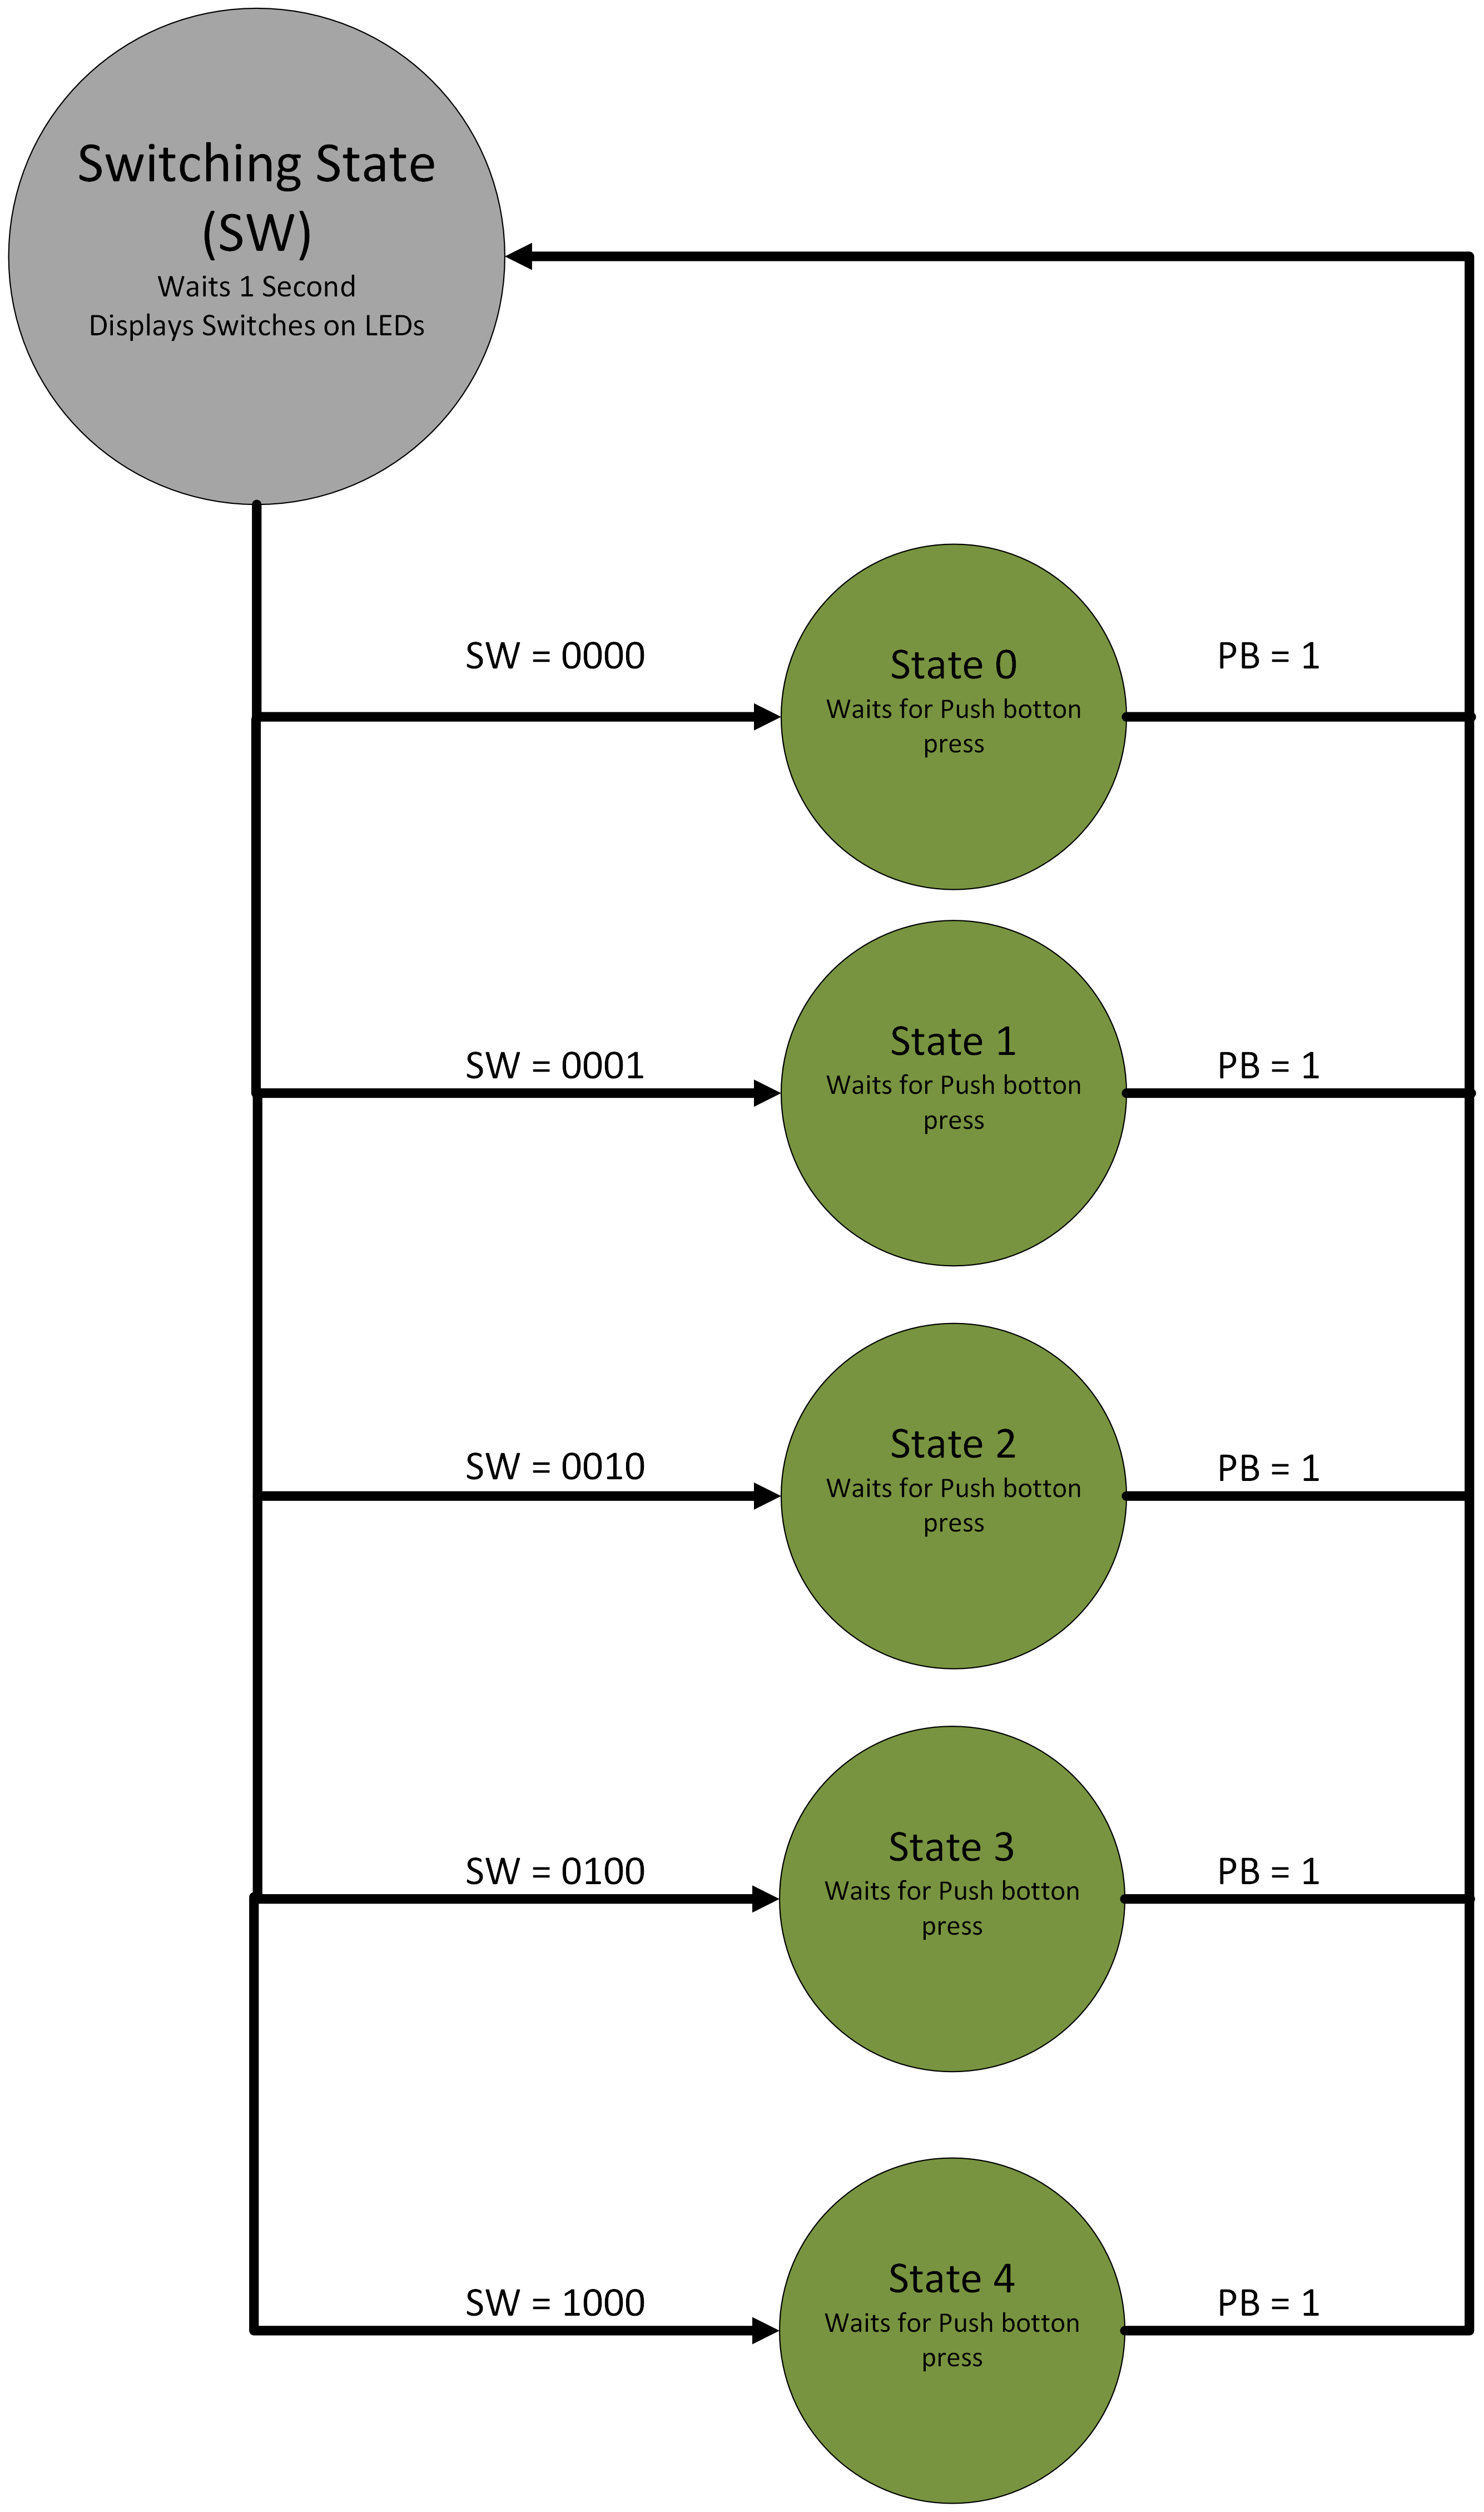 Switching State
(SW)
Waits 1 Second
Displays Switches on LEDs
SW = 0000
State 0
Waits for Push botton
press
PB = 1
SW = 0001
State 1
Waits for Push botton
press
PB = 1
SW = 0010
State 2
Waits for Push botton
press
PB = 1
SW = 0100
State 3
Waits for Push botton
press
PB = 1
SW = 1000
State 4
Waits for Push botton
press
PB = 1